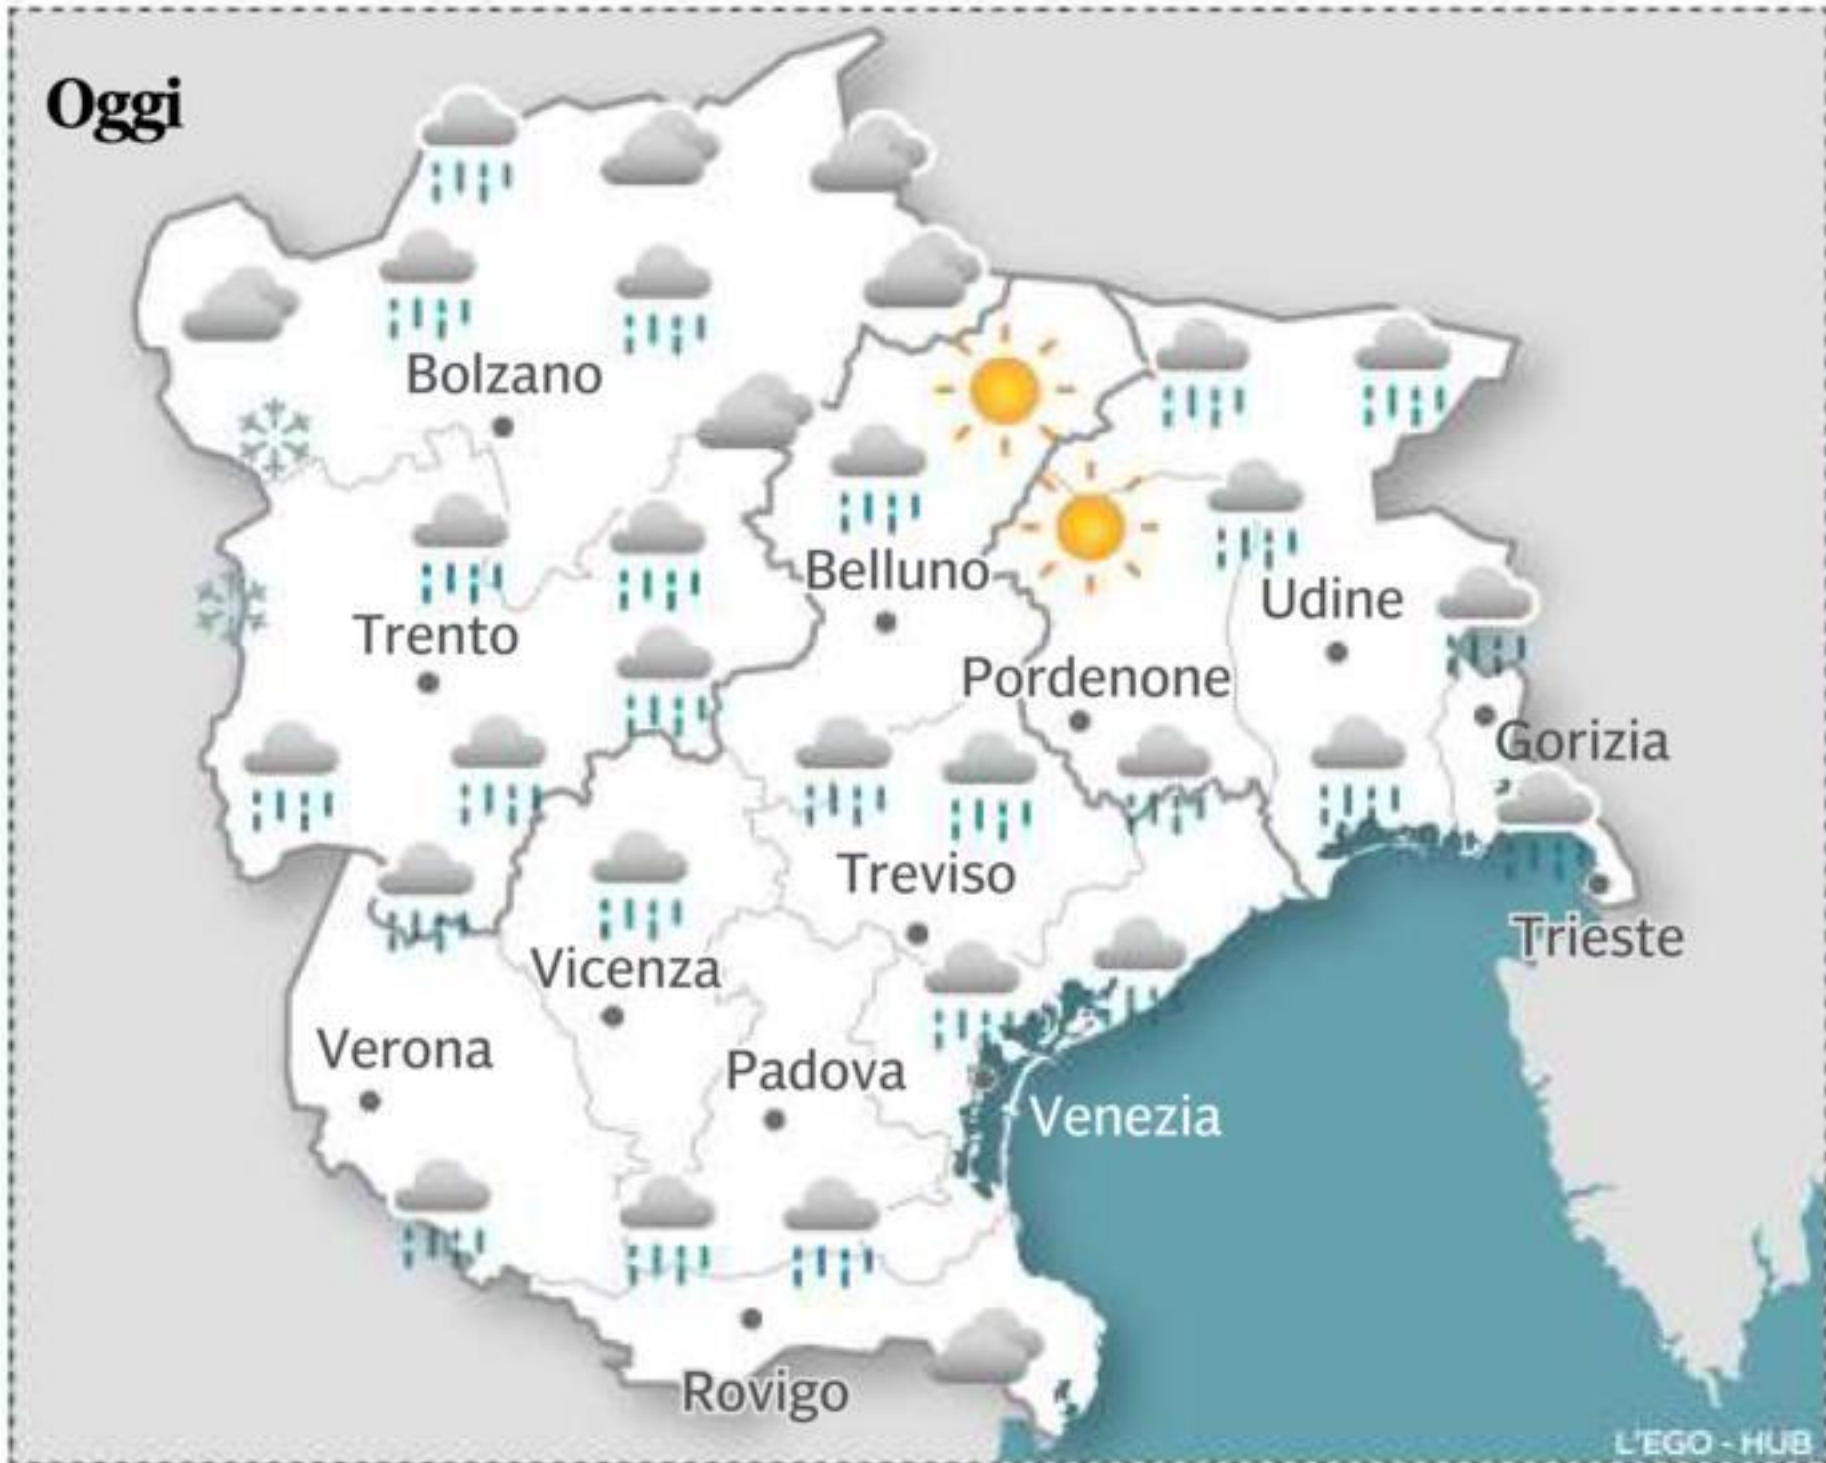 Oggi
Bolzano
Belluno
Udine
Trento
Pordenone
Gorizia
Treviso
Trieste
Vicenza
Verona
Padova
Venezia
Rovigo
L'EGO - HUB